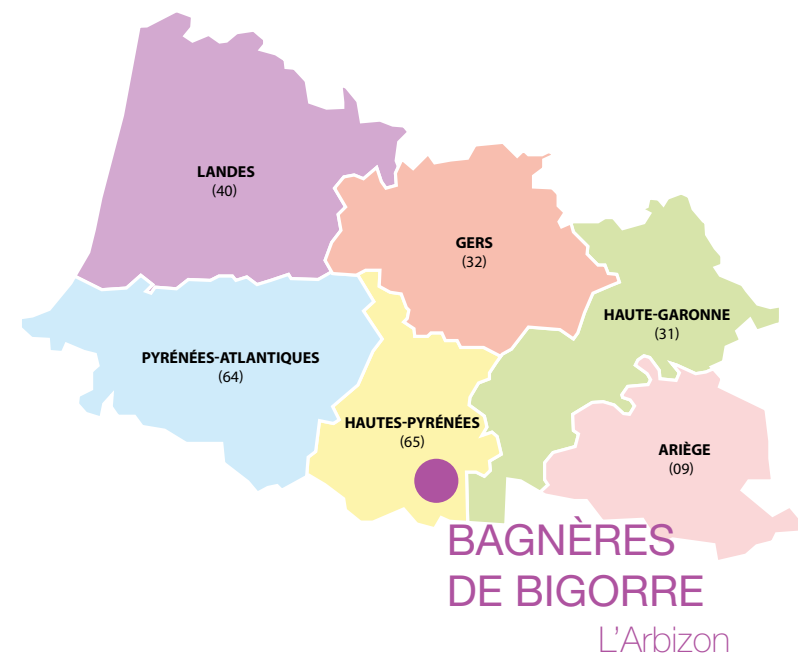 LANDES
(40)
GERS
(32)
HAUTE-GARONNE
(31)
PYRÉNÉES-ATLANTIQUES
(64)
HAUTES-PYRÉNÉES
(65)
ARIÈGE
(09)
BAGNÈRES
DE BIGORRE
L'Arbizon